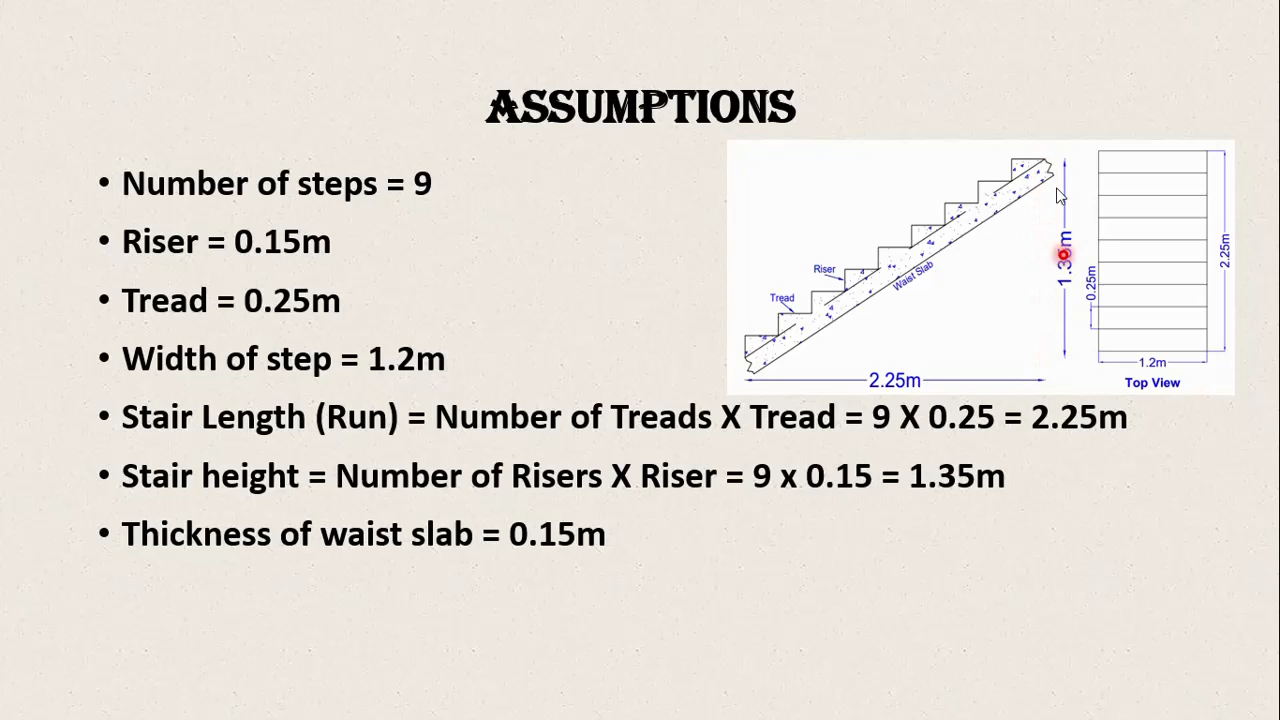 ASSUMPTIONS
• Number of steps = 9
• Riser = 0.15m
• Tread = 0.25m
• Width of step = 1.2m
• Stair Length (Run) = Number of Treads X Tread = 9 X 0.25 = 2.25m
• Stair height = Number of Risers X Riser = 9 x 0.15 = 1.35m
• Thickness of waist slab = 0.15m
Riser
Tread
Waist Slab
2.25m
0.25m
2.25m
1.2m
Top View